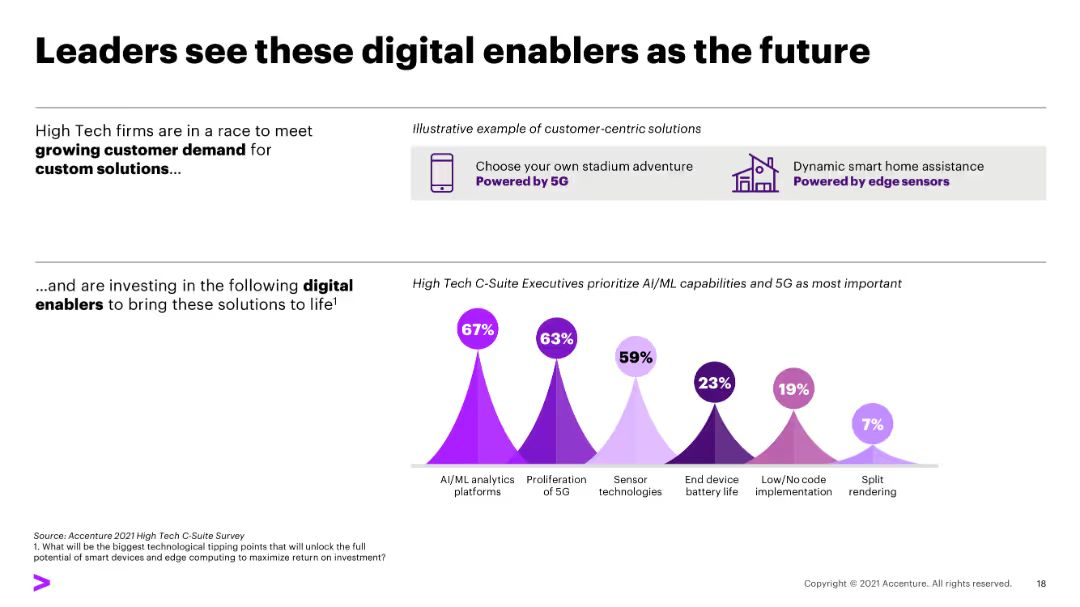 Leaders see these digital enablers as the future
High Tech firms are in a race to meet
growing customer demand for
custom solutions...
Illustrative example of customer-centric solutions
Choose your own stadium adventure
Powered by 5G
Dynamic smart home assistance
Powered by edge sensors
...and are investing in the following digital
enablers to bring these solutions to life1
High Tech C-Suite Executives prioritize AI/ML capabilities and 5G as most important
67%
63%
59%
23%
19%
7%
AI/ML analytics
platforms
Proliferation
of 5G
Sensor
technologies
End device
battery life
Low/No code
implementation
Split
rendering
Source: Accenture 2021 High Tech C-Suite Survey
1. What will be the biggest technological tipping points that will unlock the full
potential of smart devices and edge computing to maximize return on investment?
Copyright © 2021 Accenture. All rights reserved.
18